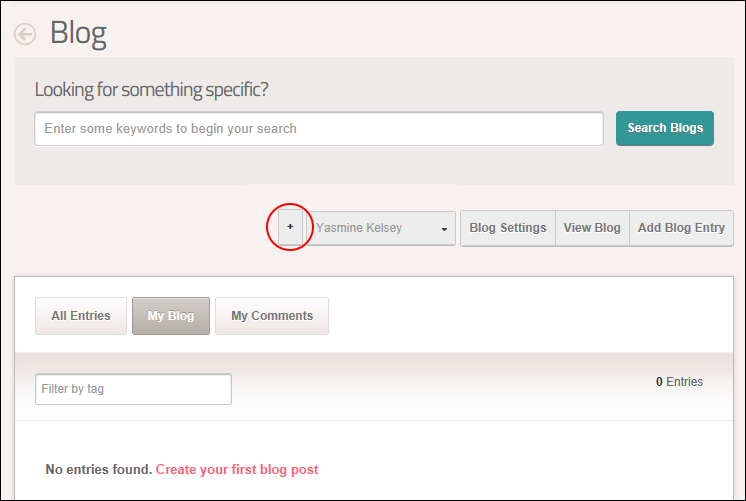 Blog
Looking for something specific?
Enter some keywords to begin your search
Search Blogs
+ Yasmine Kelsey Blog Settings View Blog Add Blog Entry
All Entries My Blog My Comments
Filter by tag
0 Entries
No entries found. Create your first blog post